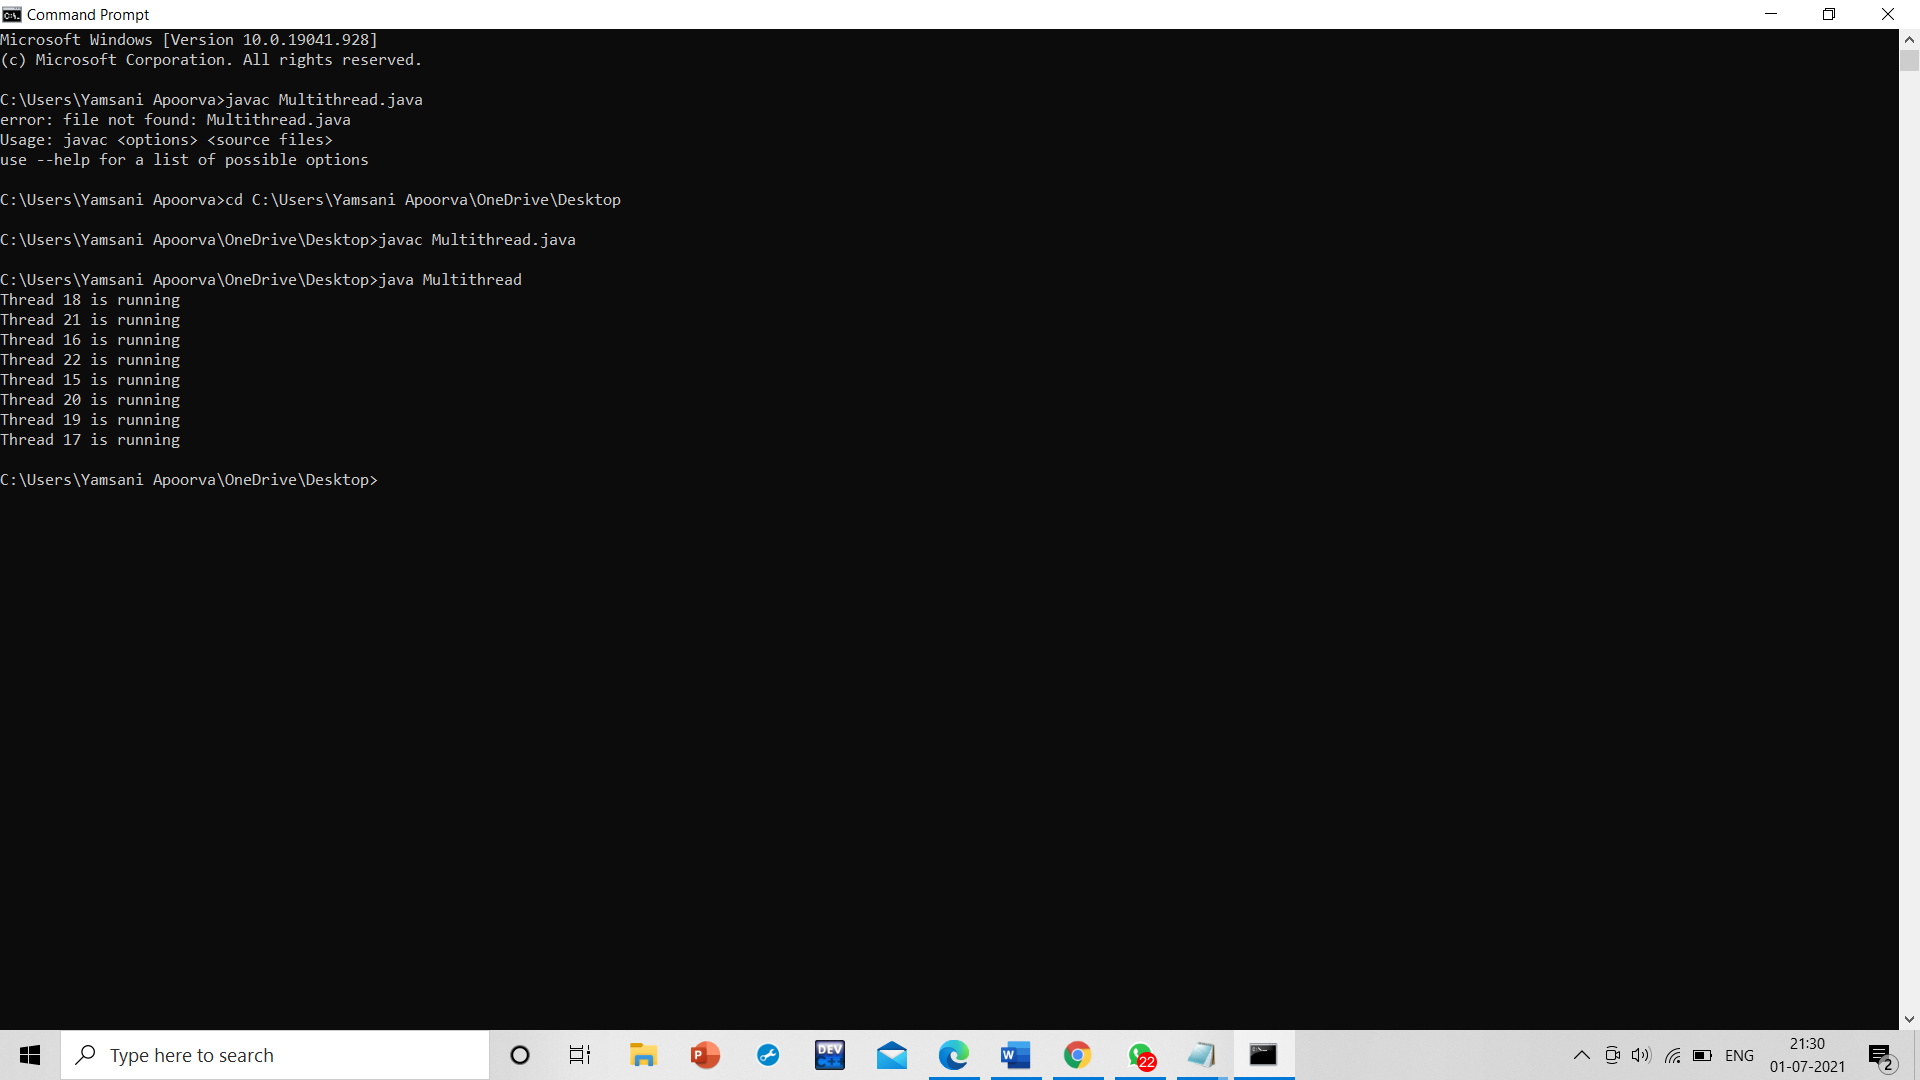 Command Prompt
Microsoft Windows [Version 10.0.19041.928]
(c) Microsoft Corporation. All rights reserved.
C:\Users\Yamsani Apoorva>javac Multithread.java
error: file not found: Multithread.java
Usage: javac <options> <source files>
use --help for a list of possible options
C:\Users\Yamsani Apoorva>cd C:\Users\Yamsani Apoorva\OneDrive\Desktop
C:\Users\Yamsani Apoorva\OneDrive\Desktop>javac Multithread.java
C:\Users\Yamsani Apoorva\OneDrive\Desktop>java Multithread
Thread 18 is running
Thread 21 is running
Thread 16 is running
Thread 22 is running
Thread 15 is running
Thread 20 is running
Thread 19 is running
Thread 17 is running
C:\Users\Yamsani Apoorva\OneDrive\Desktop>
Type here to search
P
DEV
C++
W
22
ENG
21:30
01-07-2021
2